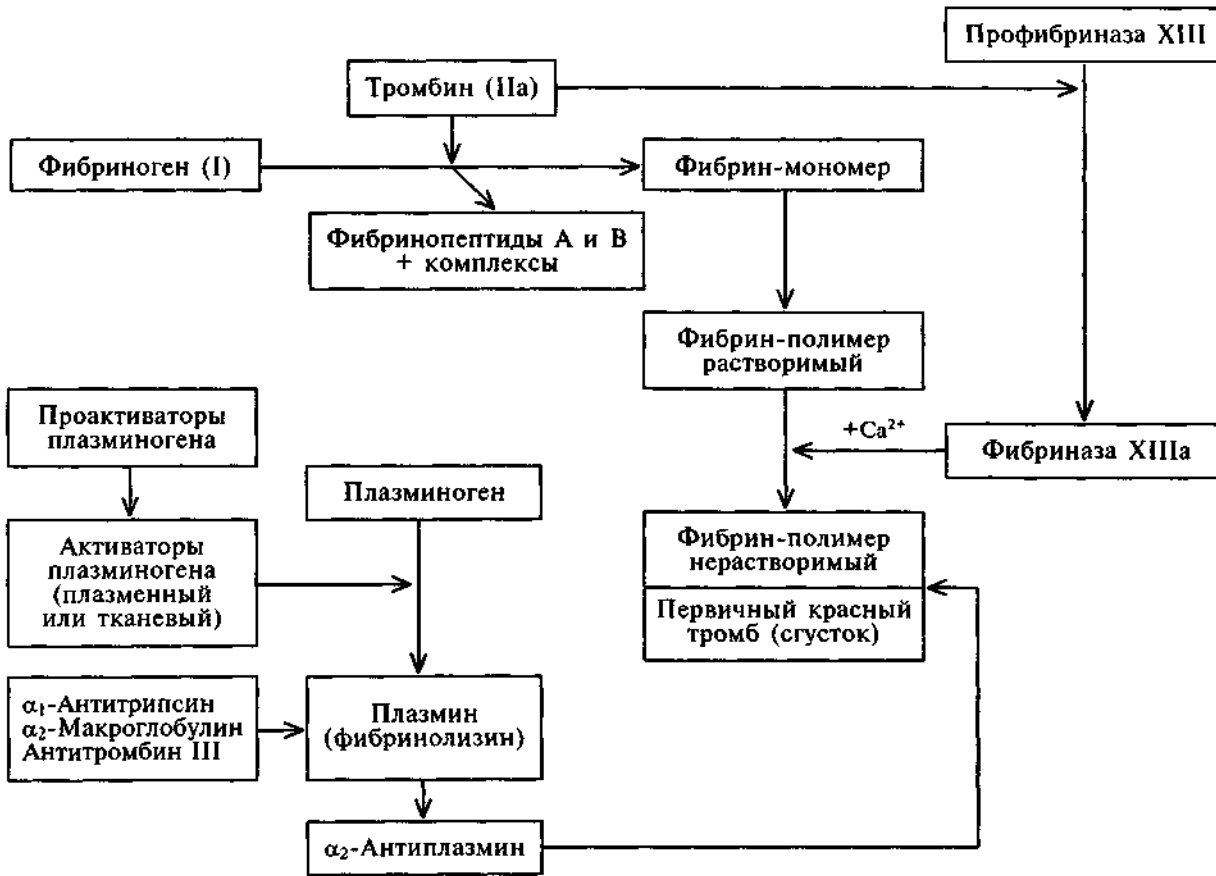 Профибриназа XIII
Тромбин (IIa)
Фибриноген (I)
Фибрин-мономер
Фибринопептиды A и B
+ комплексы
Фибрин-полимер
растворимый
Проактиваторы
плазминогена
+Ca²⁺
Фибриназа XIIIa
Плазминоген
Активаторы
плазминогена
(плазменный
или тканевый)
Фибрин-полимер
нерастворимый
Первичный красный
тромб (сгусток)
α₁-Антитрипсин
α₂-Макроглобулин
Антитромбин III
Плазмин
(фибринолизин)
α₂-Антиплазмин